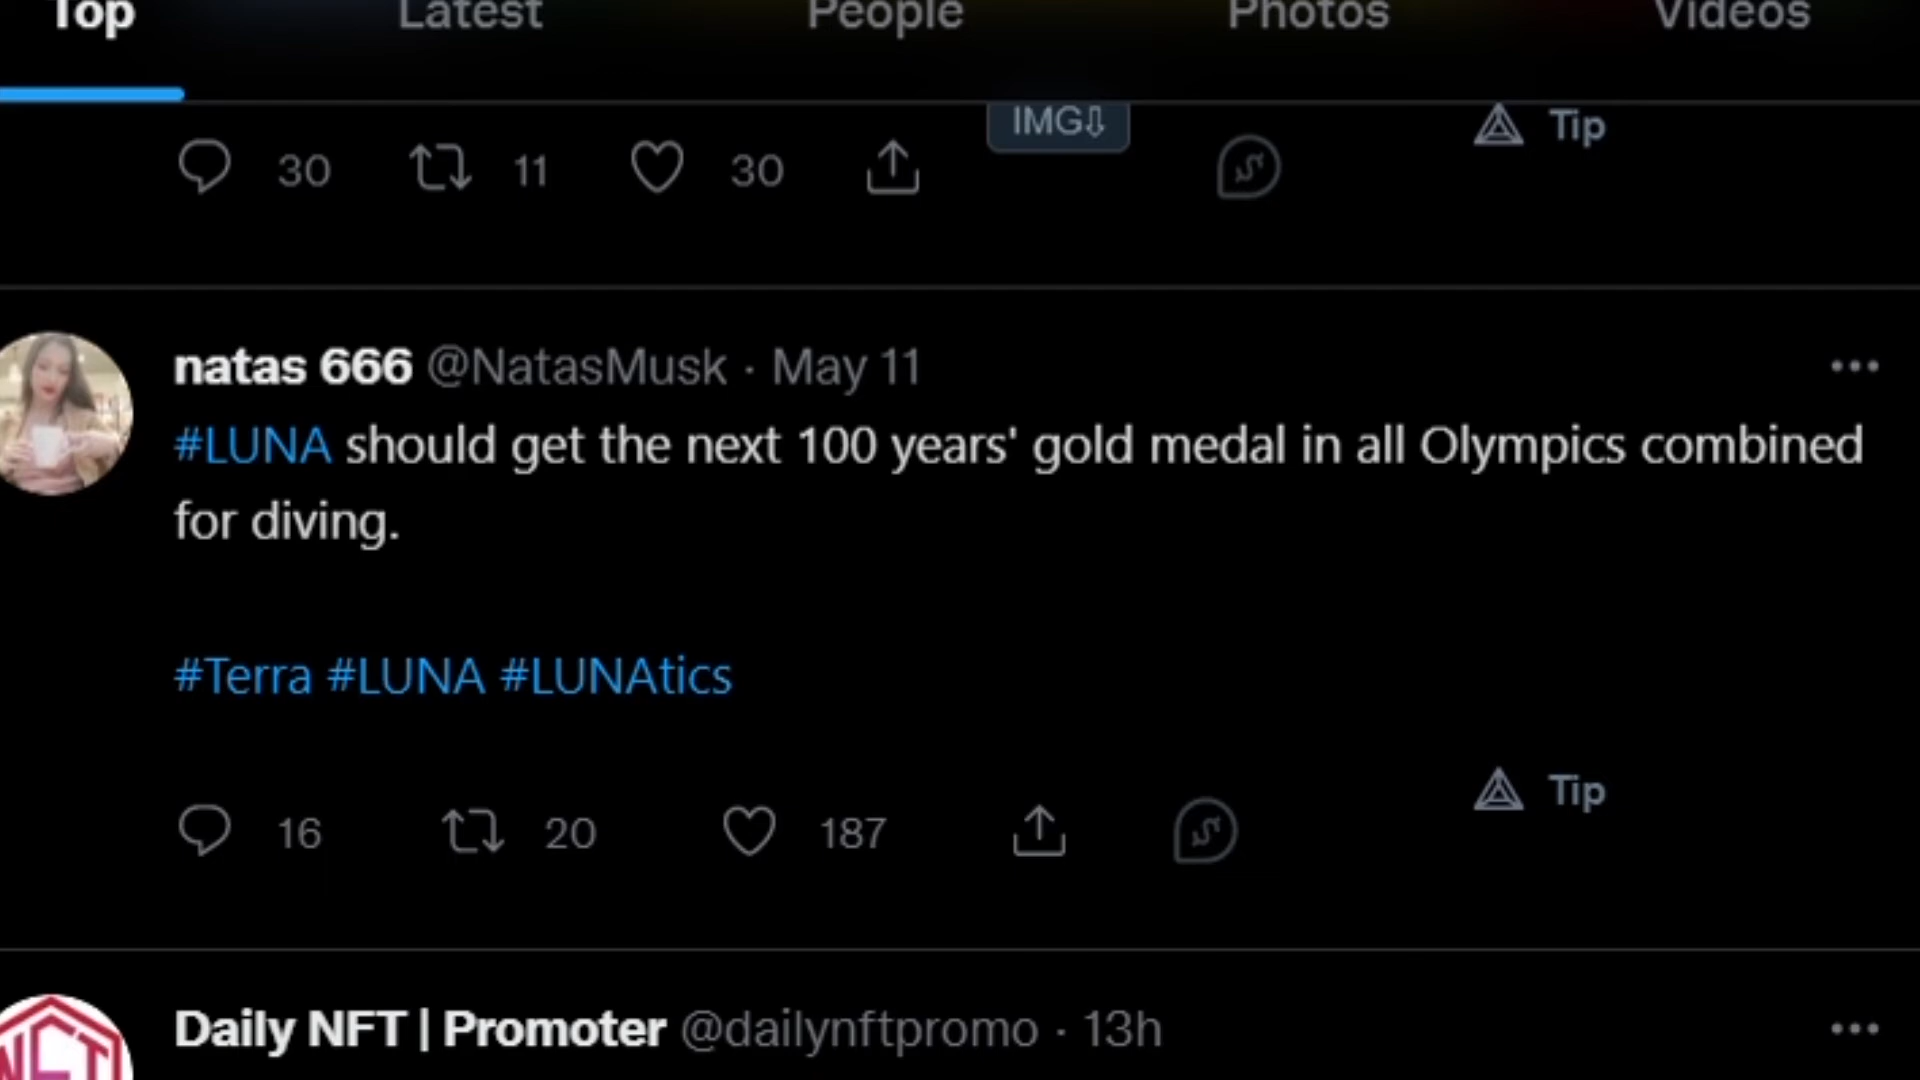 Top Latest People Photos Videos
IMG⇩ Tip
30 11 30
natas 666 @NatasMusk · May 11
#LUNA should get the next 100 years' gold medal in all Olympics combined
for diving.
#Terra #LUNA #LUNAtics
Tip
16 20 187
Daily NFT | Promoter @dailynftpromo · 13h
NFT